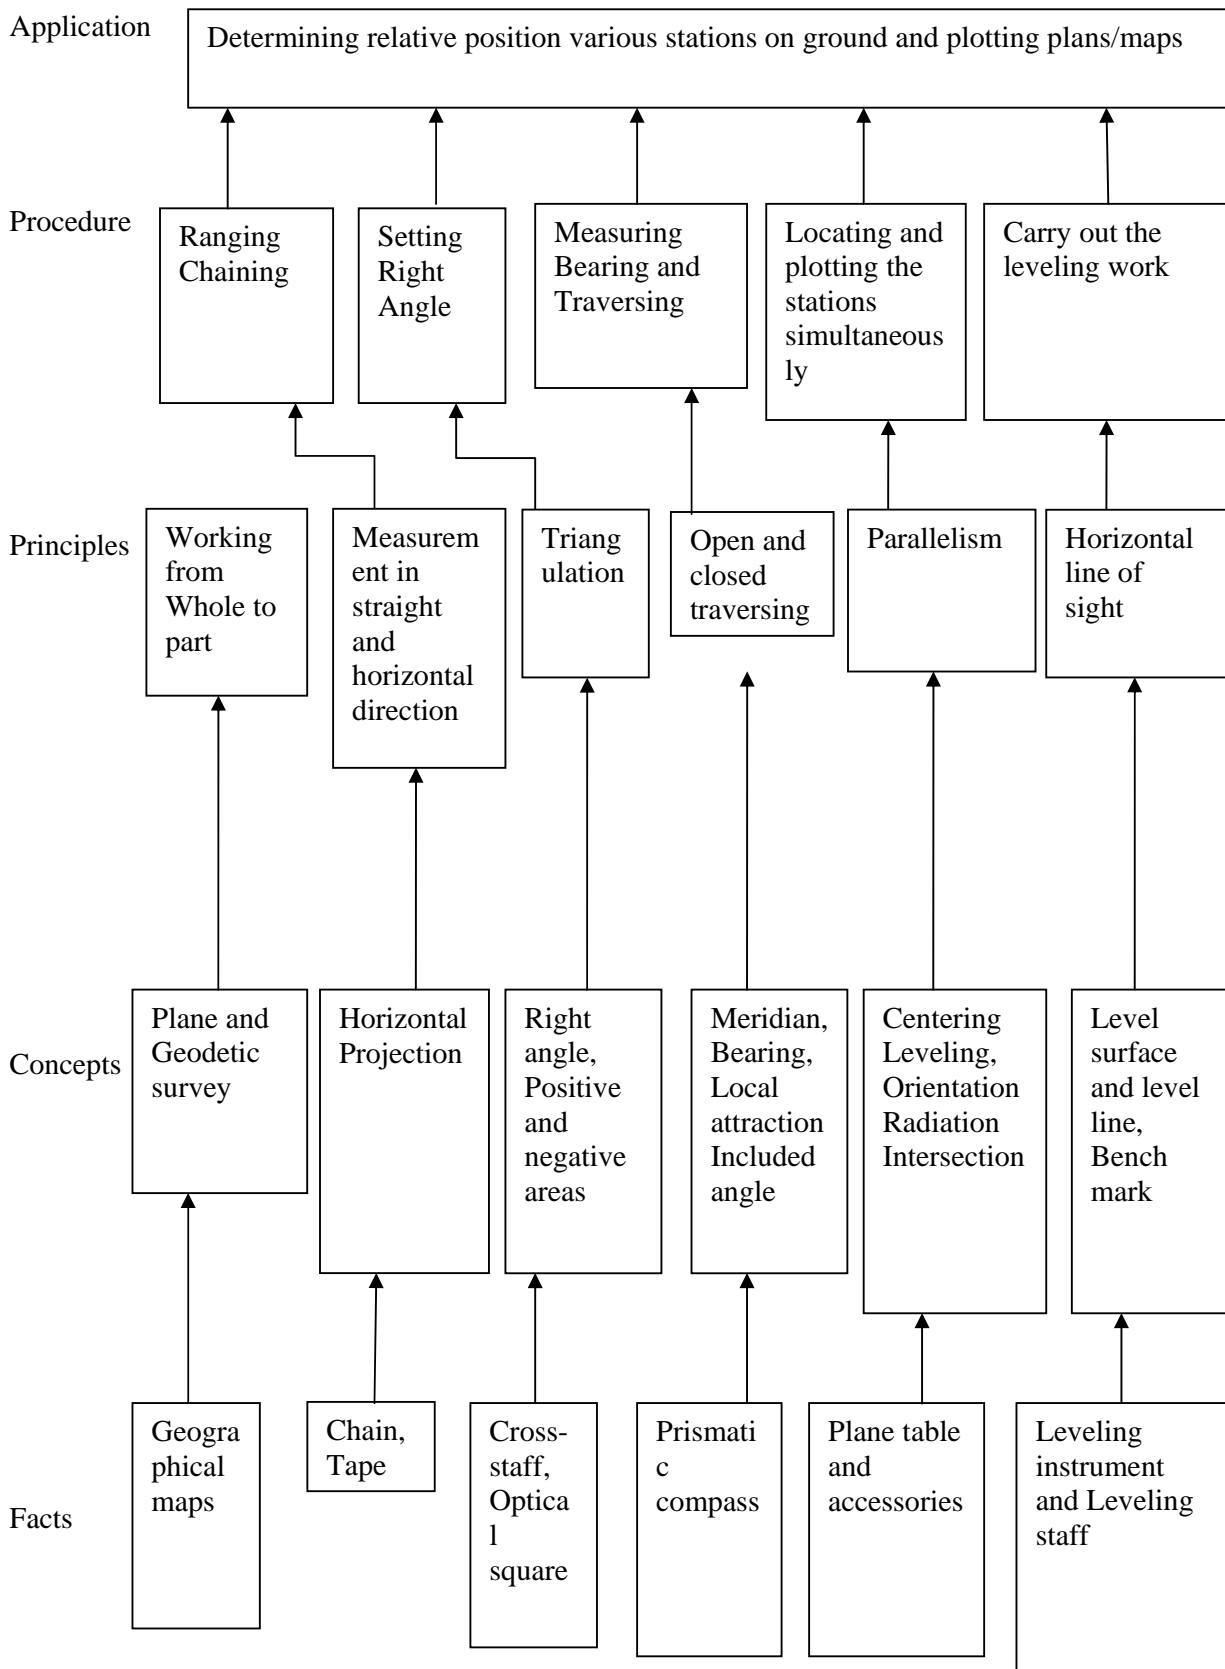 Application
Determining relative position various stations on ground and plotting plans/maps
Procedure
Ranging
Chaining
Setting
Right
Angle
Measuring
Bearing and
Traversing
Locating and
plotting the
stations
simultaneous
ly
Carry out the
leveling work
Principles
Working
from
Whole to
part
Measurem
ent in
straight
and
horizontal
direction
Triang
ulation
Open and
closed
traversing
Parallelism
Horizontal
line of
sight
Concepts
Plane and
Geodetic
survey
Horizontal
Projection
Right
angle,
Positive
and
negative
areas
Meridian,
Bearing,
Local
attraction
Included
angle
Centering
Leveling,
Orientation
Radiation
Intersection
Level
surface
and level
line,
Bench
mark
Facts
Geogra
phical
maps
Chain,
Tape
Cross-
staff,
Optica
l
square
Prismati
c
compass
Plane table
and
accessories
Leveling
instrument
and Leveling
staff